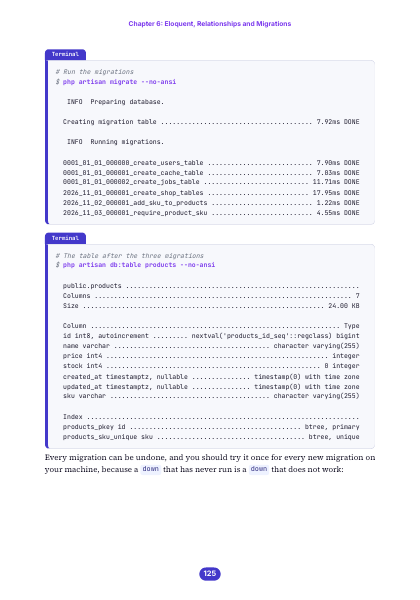 Chapter 6: Eloquent, Relationships and Migrations
Terminal
# Run the migrations
$ php artisan migrate --no-ansi
INFO  Preparing database.
Creating migration table ....................................... 7.92ms DONE
INFO  Running migrations.
0001_01_01_000000_create_users_table ........................... 7.90ms DONE
0001_01_01_000001_create_cache_table ........................... 7.03ms DONE
0001_01_01_000002_create_jobs_table ........................... 11.71ms DONE
2026_11_01_000001_create_shop_tables .......................... 17.95ms DONE
2026_11_02_000001_add_sku_to_products .......................... 1.22ms DONE
2026_11_03_000001_require_product_sku .......................... 4.55ms DONE
Terminal
# The table after the three migrations
$ php artisan db:table products --no-ansi
public.products ............................................................
Columns .................................................................. 7
Size .............................................................. 24.00 KB
Column ................................................................ Type
id int8, autoincrement ......... nextval('products_id_seq'::regclass) bigint
name varchar ........................................ character varying(255)
price int4 ......................................................... integer
stock int4 ....................................................... 0 integer
created_at timestamptz, nullable ............... timestamp(0) with time zone
updated_at timestamptz, nullable ............... timestamp(0) with time zone
sku varchar ......................................... character varying(255)
Index ......................................................................
products_pkey id ............................................ btree, primary
products_sku_unique sku ...................................... btree, unique
Every migration can be undone, and you should try it once for every new migration on
your machine, because a down that has never run is a down that does not work:
125